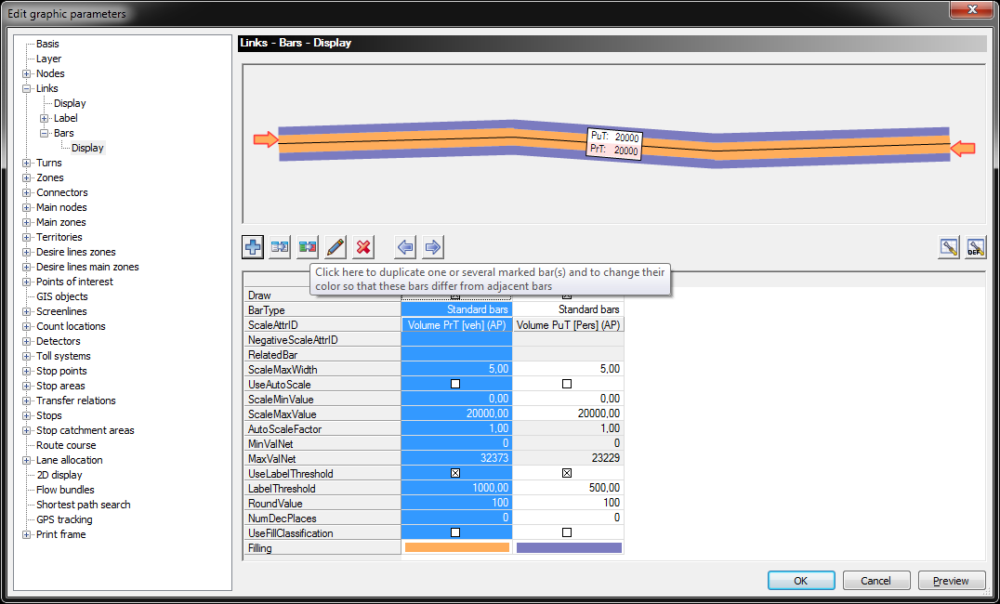 Edit graphic parameters
Basis
Layer
Nodes
Links
Display
Label
Bars
Display
Turns
Zones
Connectors
Main nodes
Main zones
Territories
Desire lines zones
Desire lines main zones
Points of interest
GIS objects
Screenlines
Count locations
Detectors
Toll systems
Stop points
Stop areas
Transfer relations
Stops
Stop catchment areas
Route course
Lane allocation
2D display
Flow bundles
Shortest path search
GPS tracking
Print frame
Links - Bars - Display
PuT: 20000
PrT: 20000
DEF
Click here to duplicate one or several marked bar(s) and to change their
color so that these bars differ from adjacent bars
Draw
BarType Standard bars Standard bars
ScaleAttrID Volume PrT [veh] (AP) Volume PuT [Pers] (AP)
NegativeScaleAttrID
RelatedBar
ScaleMaxWidth 5,00 5,00
UseAutoScale
ScaleMinValue 0,00 0,00
ScaleMaxValue 20000,00 20000,00
AutoScaleFactor 1,00 1,00
MinValNet 0 0
MaxValNet 32373 23229
UseLabelThreshold
LabelThreshold 1000,00 500,00
RoundValue 100 100
NumDecPlaces 0 0
UseFillClassification
Filling
OK Cancel Preview